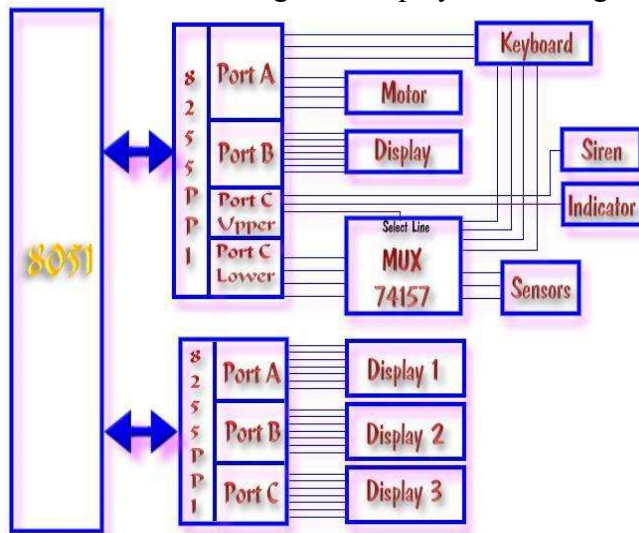 8051
8255PPI
Port A
Port B
Port C
Upper
Port C
Lower
Keyboard
Motor
Display
Siren
Indicator
Select Line
MUX
74157
Sensors
8255PPI
Port A
Port B
Port C
Display 1
Display 2
Display 3